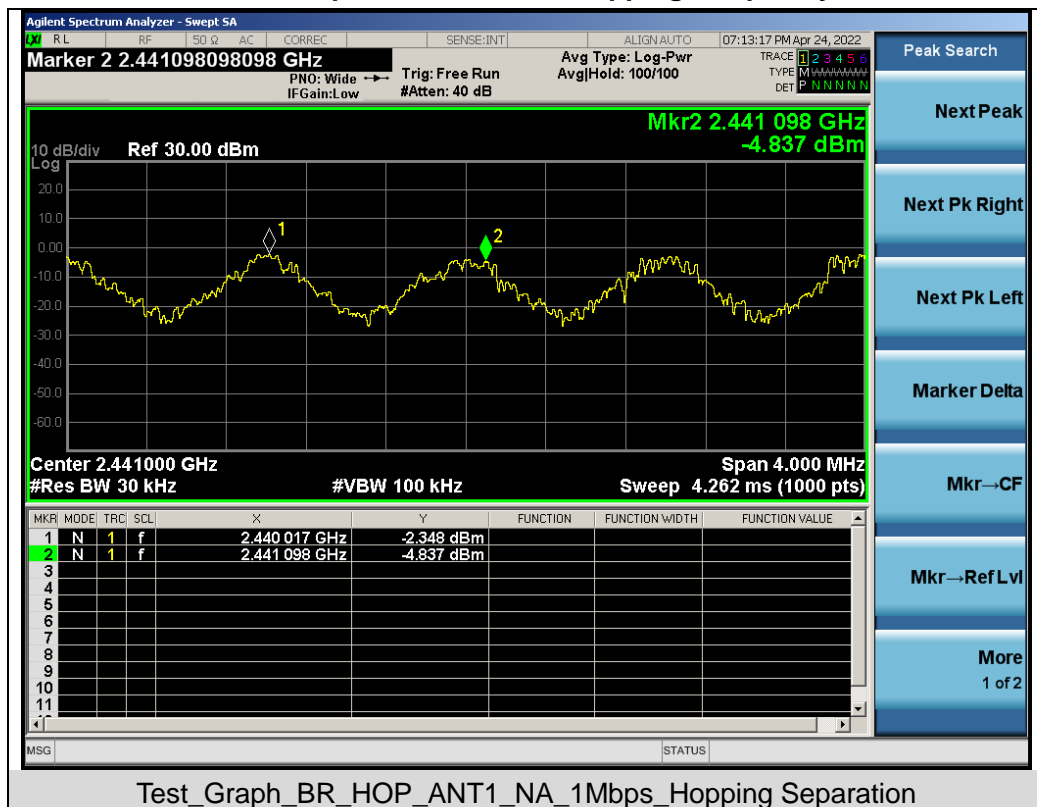 Agilent Spectrum Analyzer - Swept SA
LXI RL RF 50 Ω AC CORREC SENSE:INT ALIGN AUTO 07:13:17 PM Apr 24, 2022
Marker 2 2.441098098098 GHz
PNO: Wide
IFGain:Low
Trig: Free Run
#Atten: 40 dB
Avg Type: Log-Pwr
Avg|Hold: 100/100
TRACE 1 2 3 4 5 6
TYPE M WWWWW
DET P N N N N N
Peak Search
Next Peak
Next Pk Right
Next Pk Left
Marker Delta
Mkr→CF
Mkr→Ref Lvl
More
1 of 2
Mkr2 2.441 098 GHz
-4.837 dBm
10 dB/div Ref 30.00 dBm
Log
20.0
10.0
0.00
-10.0
-20.0
-30.0
-40.0
-50.0
-60.0
1
2
Center 2.441000 GHz Span 4.000 MHz
#Res BW 30 kHz #VBW 100 kHz Sweep 4.262 ms (1000 pts)
MKR MODE TRC SCL X Y FUNCTION FUNCTION WIDTH FUNCTION VALUE
1 N 1 f 2.440 017 GHz -2.348 dBm
2 N 1 f 2.441 098 GHz -4.837 dBm
3
4
5
6
7
8
9
10
11
MSG STATUS
Test_Graph_BR_HOP_ANT1_NA_1Mbps_Hopping Separation